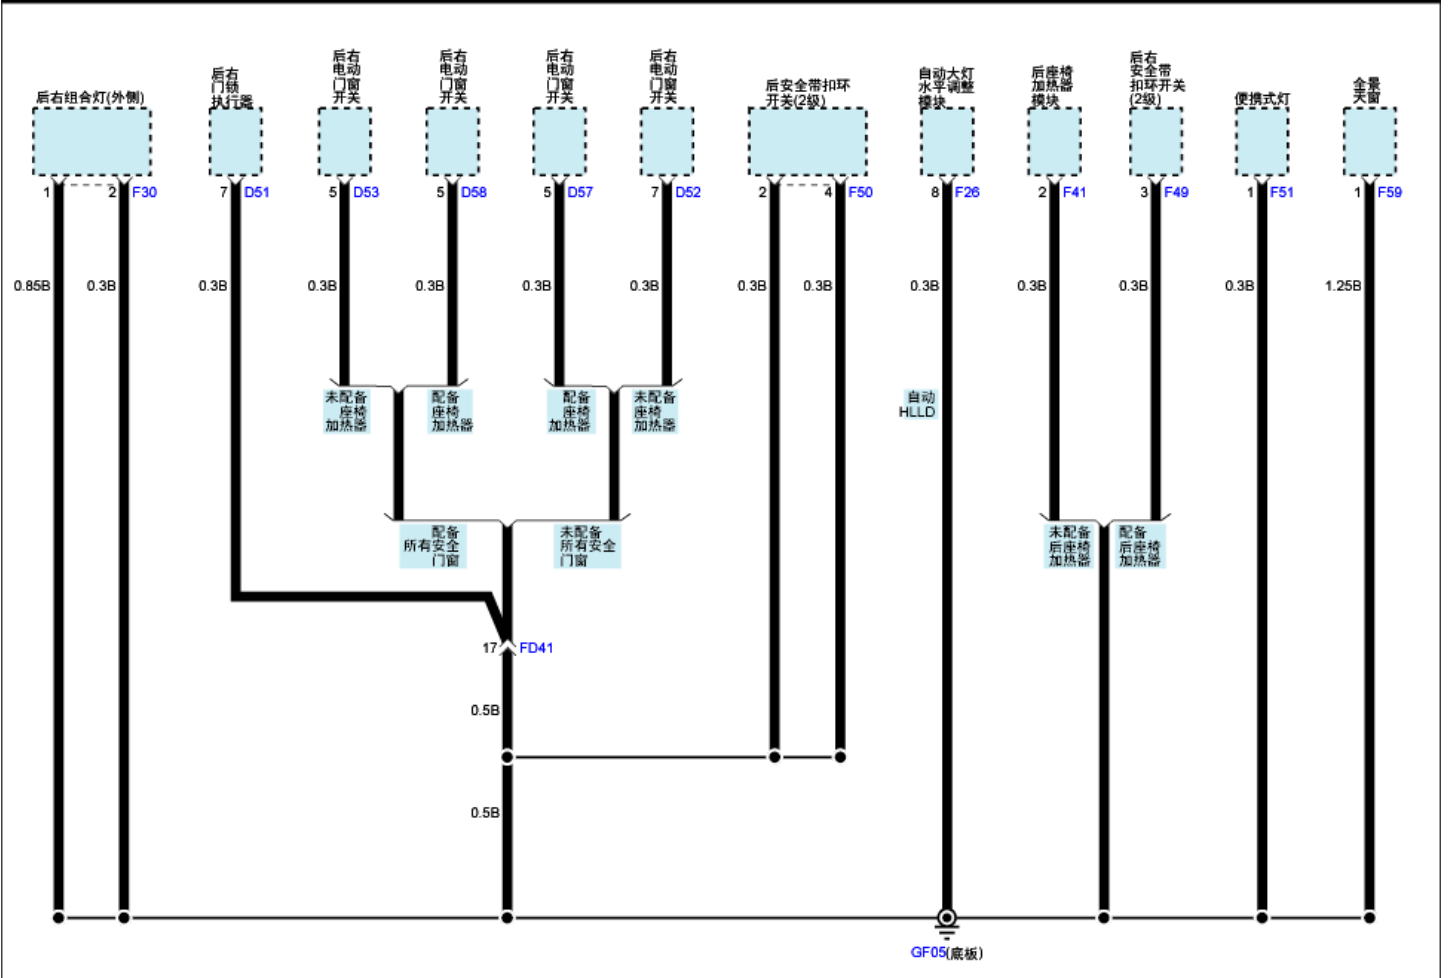 后右组合灯(外侧)
后右
门锁
执行器
后右
电动
门窗
开关
后右
电动
门窗
开关
后右
电动
门窗
开关
后右
电动
门窗
开关
后安全带扣环
开关(2级)
自动大灯
水平调整
模块
后座椅
加热器
模块
后右
安全带
扣环开关
(2级)
便携式灯
全景
天窗
1 2 F30
7 D51
5 D53
5 D58
5 D57
7 D52
2 4 F50
8 F26
2 F41
3 F49
1 F51
1 F59
0.85B 0.3B 0.3B 0.3B 0.3B 0.3B 0.3B 0.3B 0.3B 0.3B 0.3B 0.3B 0.3B 1.25B
未配备
座椅
加热器
配备
座椅
加热器
配备
座椅
加热器
未配备
座椅
加热器
自动
HLLD
配备
所有安全
门窗
未配备
所有安全
门窗
未配备
后座椅
加热器
配备
后座椅
加热器
17 FD41
0.5B
0.5B
GF05(底板)